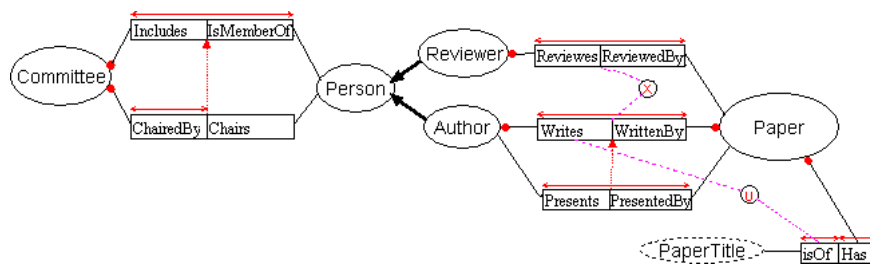 Includes IsMemberOf
Reviewer
Reviewes ReviewedBy
Committee
Person
X
ChairedBy Chairs
Author
Writes WrittenBy
Paper
Presents PresentedBy
U
PaperTitle
isOf Has